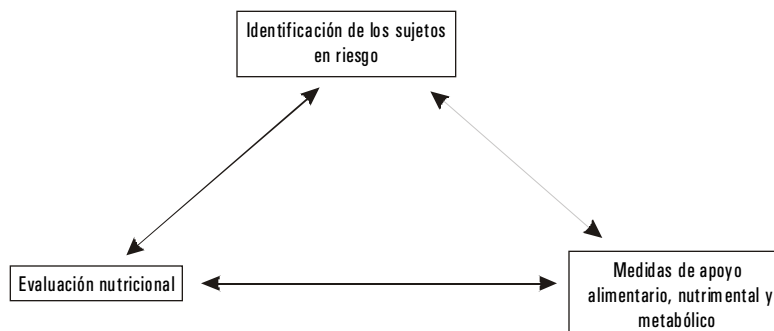 Identificación de los sujetos
en riesgo
Evaluación nutricional
Medidas de apoyo
alimentario, nutrimental y
metabólico